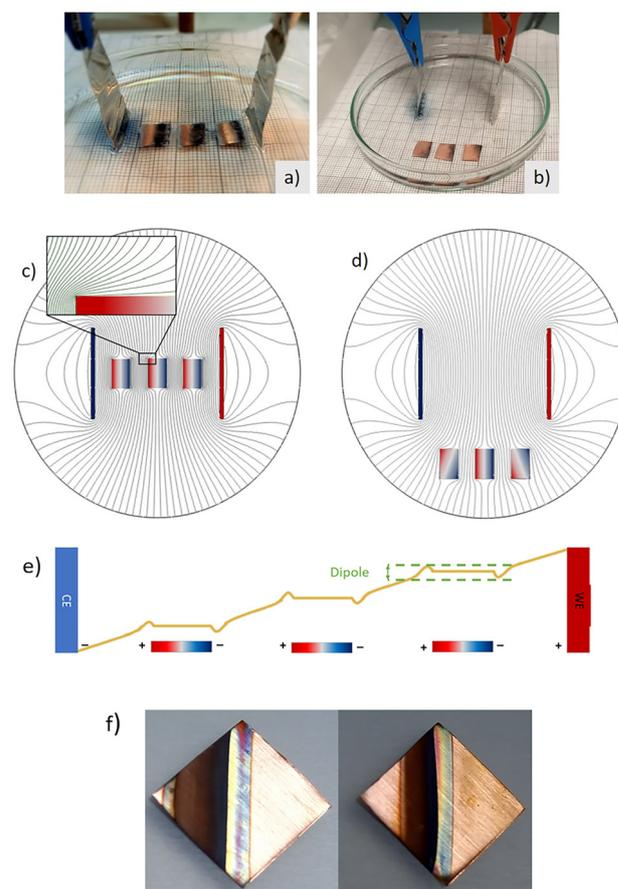 a)
b)
c)
d)
e)
Dipole
CE
WE
− + − + − + − +
f)